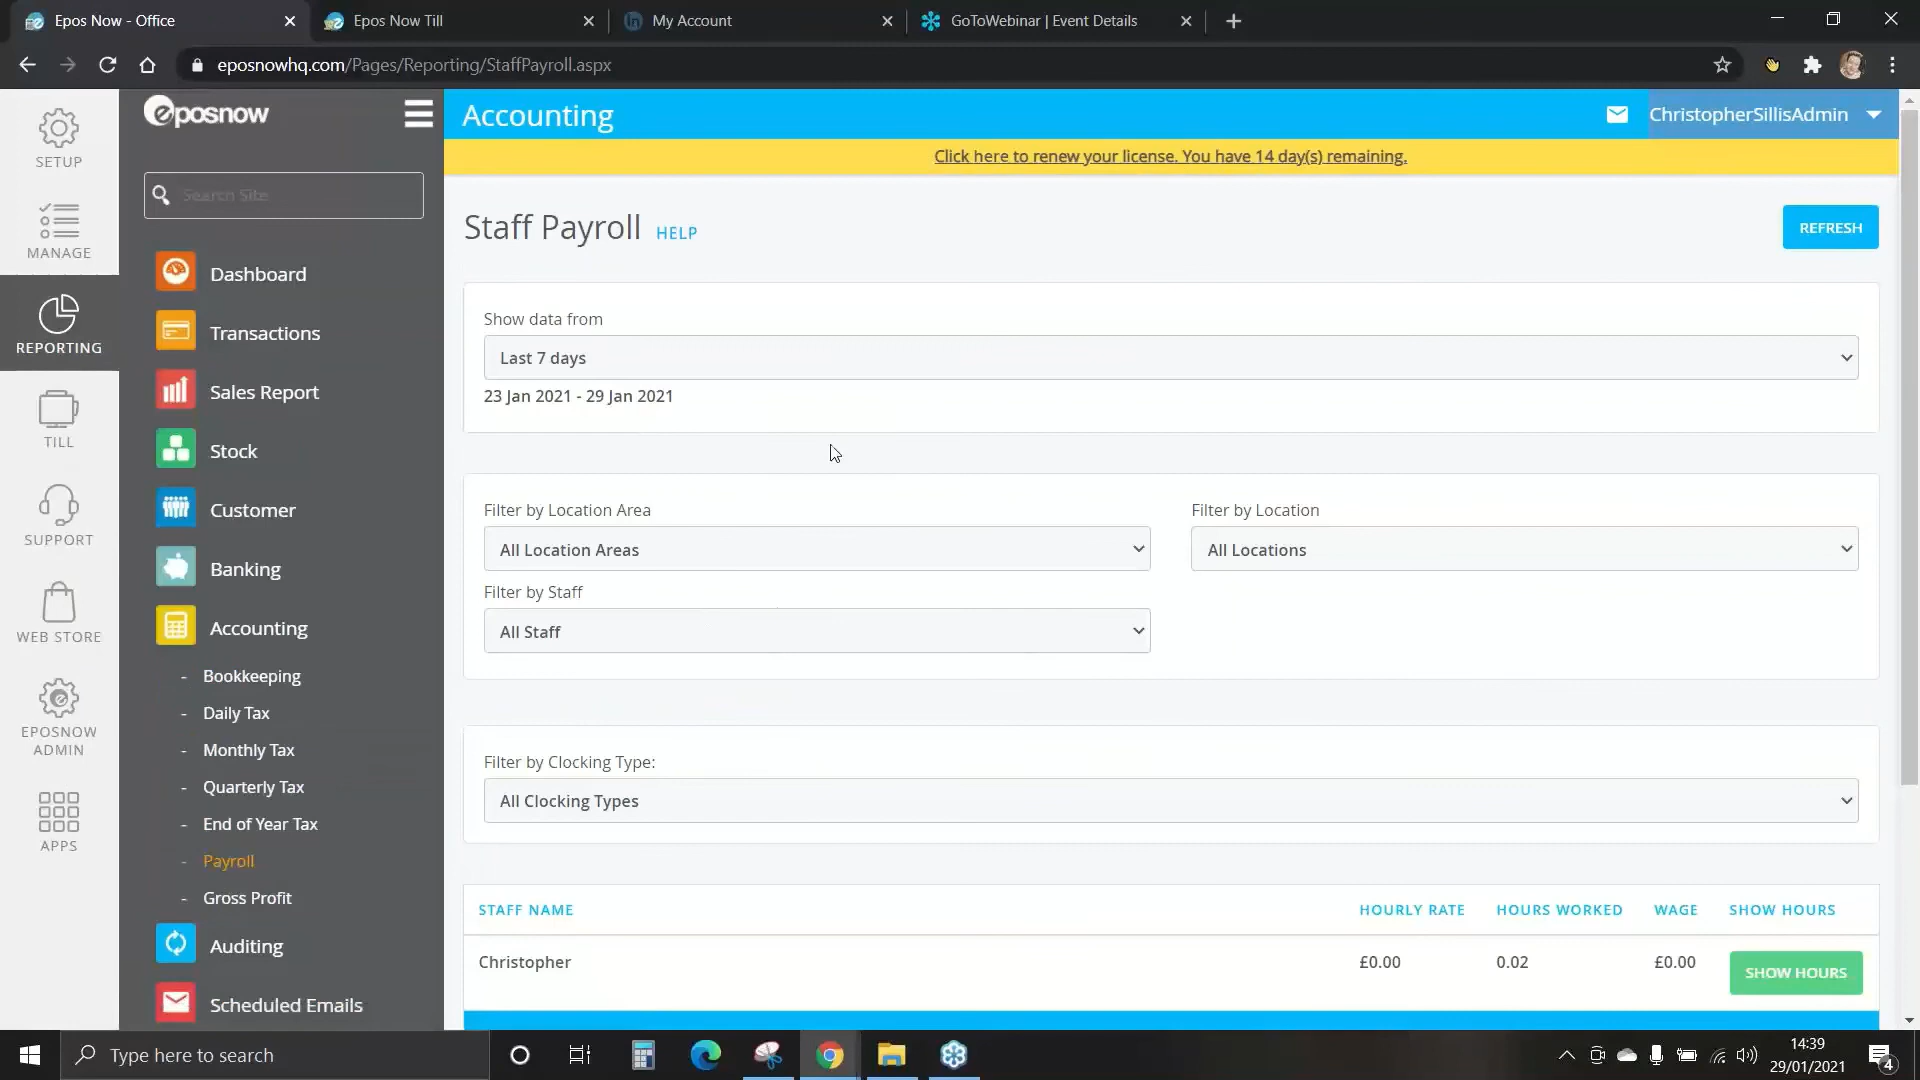 Epos Now - Office
Epos Now Till
My Account
GoToWebinar | Event Details
eposnowhq.com/Pages/Reporting/StaffPayroll.aspx
SETUP
MANAGE
REPORTING
TILL
SUPPORT
WEB STORE
EPOSNOW
ADMIN
APPS
eposnow
Search Site
Dashboard
Transactions
Sales Report
Stock
Customer
Banking
Accounting
- Bookkeeping
- Daily Tax
- Monthly Tax
- Quarterly Tax
- End of Year Tax
- Payroll
- Gross Profit
Auditing
Scheduled Emails
Accounting
ChristopherSillisAdmin
Click here to renew your license. You have 14 day(s) remaining.
Staff Payroll HELP
REFRESH
Show data from
Last 7 days
23 Jan 2021 - 29 Jan 2021
Filter by Location Area
Filter by Location
All Location Areas
All Locations
Filter by Staff
All Staff
Filter by Clocking Type:
All Clocking Types
STAFF NAME HOURLY RATE HOURS WORKED WAGE SHOW HOURS
Christopher £0.00 0.02 £0.00 SHOW HOURS
Type here to search
14:39
29/01/2021
4